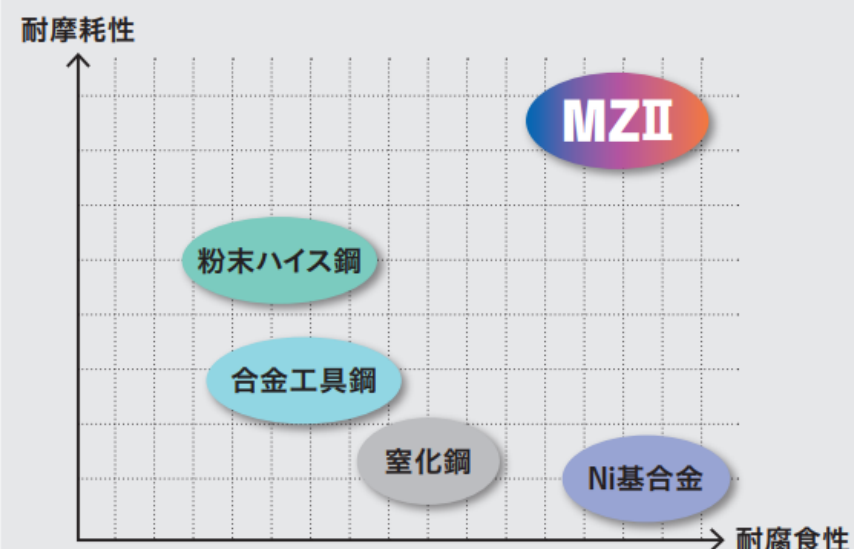 耐摩耗性
MZⅡ
粉末ハイス鋼
合金工具鋼
窒化鋼
Ni基合金
耐腐食性